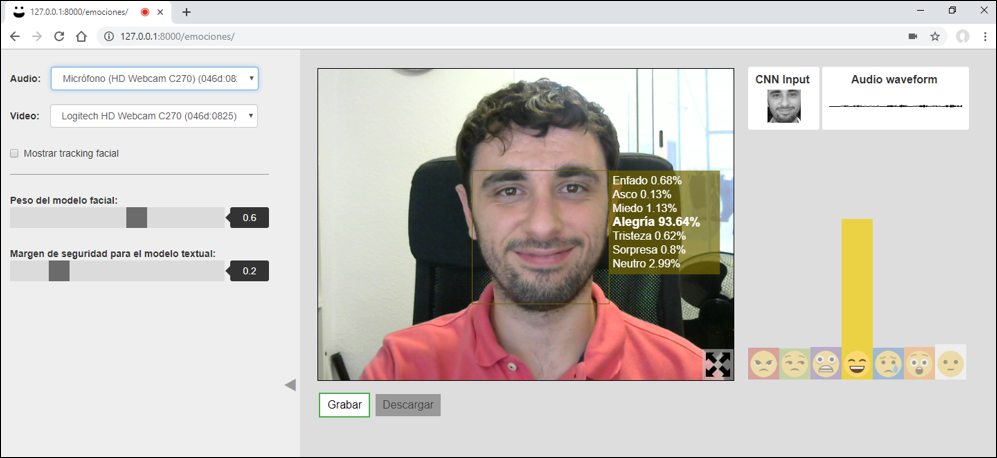 127.0.0.1:8000/emociones/
127.0.0.1:8000/emociones/
Audio:
Micrófono (HD Webcam C270) (046d:08:
Video:
Logitech HD Webcam C270 (046d:0825)
Mostrar tracking facial
Peso del modelo facial:
0.6
Margen de seguridad para el modelo textual:
0.2
Enfado 0.68%
Asco 0.13%
Miedo 1.13%
Alegría 93.64%
Tristeza 0.62%
Sorpresa 0.8%
Neutro 2.99%
Grabar
Descargar
CNN Input
Audio waveform